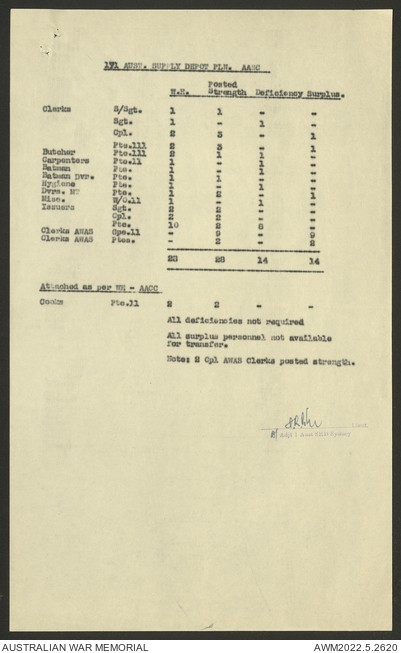 171 AUST. SUPPLY DEPOT PLN. AASC
W.E. Posted Strength Deficiency Surplus.
Clerks S/Sgt. 1 1 - -
Sgt. 1 - 1 -
Cpl. 2 3 - 1
Pte.111 2 3 - 1
Butcher Pte.111 2 1 1 -
Carpenters Pte.11 1 - 1 -
Batman Pte. 1 - 1 -
Batman Dvr. Pte. 1 1 - -
Hygiene Pte. 1 - 1 -
Dvrs. MT Pte. 1 2 - 1
Misc. W/O.11 1 - 1 -
Issuers Sgt. 2 2 - -
Cpl. 2 2 - -
Pte. 10 2 8 -
Clerks AWAS Gpe.11 - 9 - 9
Clerks AWAS Ptes. - 2 - 2
28 14 14
Attached as per WE - AACC
Cooks Pte.11 2 2 - -
All deficiencies not required
All surplus personnel not available
for transfer.
Note: 2 Cpl AWAS Clerks posted strength.
Lieut.
AUSTRALIAN WAR MEMORIAL
AWM2022.5.2620